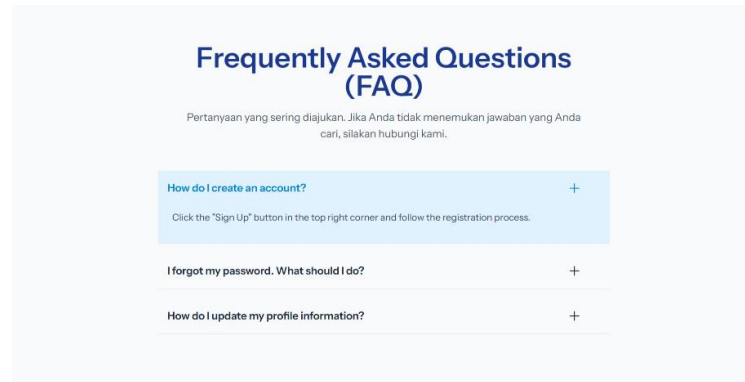 Frequently Asked Questions
(FAQ)
Pertanyaan yang sering diajukan. Jika Anda tidak menemukan jawaban yang Anda
cari, silakan hubungi kami.
How do I create an account?
Click the "Sign Up" button in the top right corner and follow the registration process.
I forgot my password. What should I do?
How do I update my profile information?